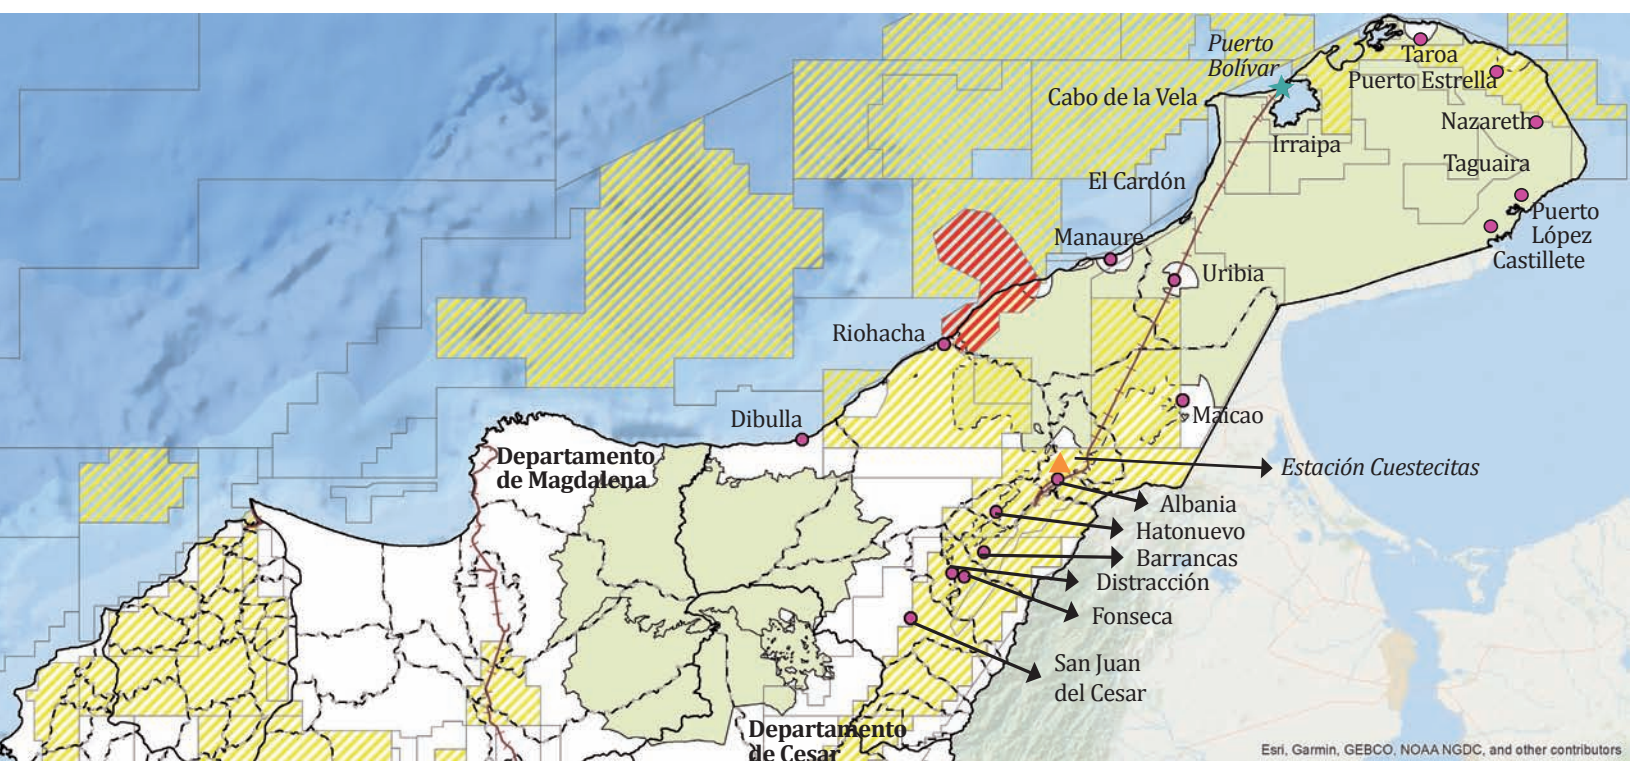 Puerto
Bolívar
Taroa
Puerto Estrella
Cabo de la Vela
Nazareth
Irraipa
Taguaira
El Cardón
Puerto
López
Manaure
Castillete
Uribia
Riohacha
Dibulla
Maicao
Departamento
de Magdalena
Estación Cuestecitas
Albania
Hatonuevo
Barrancas
Distracción
Fonseca
San Juan
del Cesar
Departamento
de Cesar
Esri, Garmin, GEBCO, NOAA NGDC, and other contributors